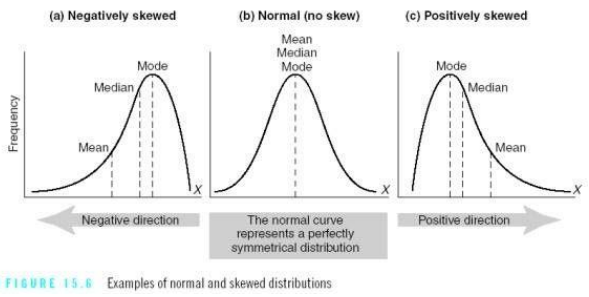 (a) Negatively skewed
(b) Normal (no skew)
(c) Positively skewed
Frequency
Mean
Median
Mode
X
Mean
Median
Mode
X
Mode
Median
Mean
X
Negative direction
The normal curve
represents a perfectly
symmetrical distribution
Positive direction
FIGURE 15.6 Examples of normal and skewed distributions